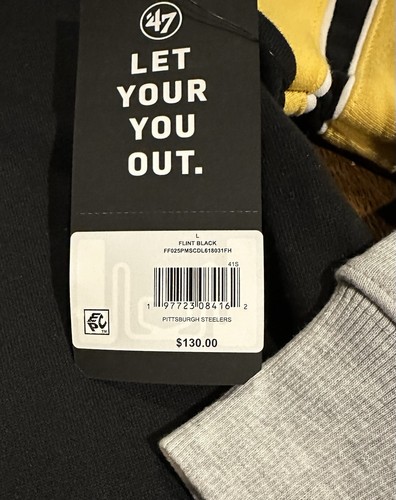 '47
LET
YOUR
YOU
OUT.
L
FLINT BLACK
FF025PMSCDL618031FH
41S
1 97723 08416 2
PITTSBURGH STEELERS
$130.00